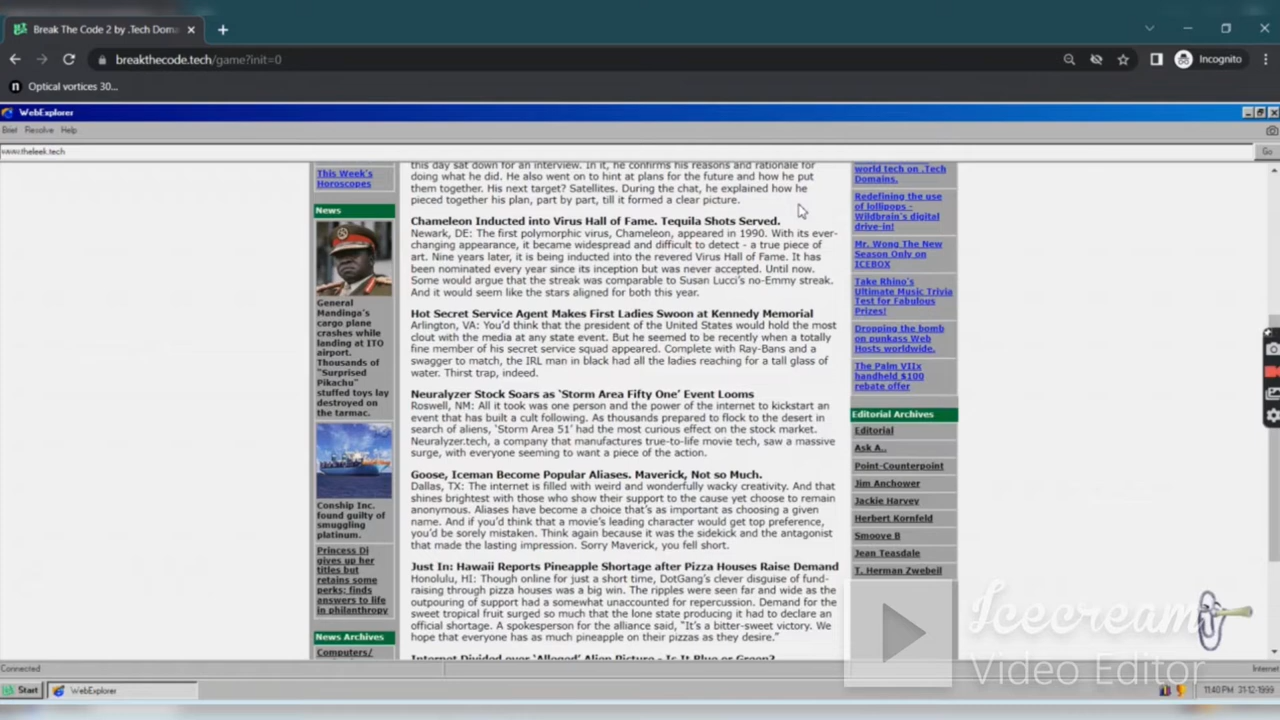 Break The Code 2 by .Tech Doma
breakthecode.tech/game?init=0
Incognito
Optical vortices 30...
WebExplorer
Brief Resolve Help
www.theleek.tech
Go
This Week's
Horoscopes
News
General
Mandinga's
cargo plane
crashes while
landing at ITO
airport.
Thousands of
"Surprised
Pikachu"
stuffed toys lay
destroyed on
the tarmac.
Conship Inc.
found guilty of
smuggling
platinum.
Princess Di
gives up her
titles but
retains some
perks; finds
answers to life
in philanthropy
News Archives
Computers/
this day sat down for an interview. In it, he confirms his reasons and rationale for
doing what he did. He also went on to hint at plans for the future and how he put
them together. His next target? Satellites. During the chat, he explained how he
pieced together his plan, part by part, till it formed a clear picture.
Chameleon Inducted into Virus Hall of Fame. Tequila Shots Served.
Newark, DE: The first polymorphic virus, Chameleon, appeared in 1990. With its ever-
changing appearance, it became widespread and difficult to detect - a true piece of
art. Nine years later, it is being inducted into the revered Virus Hall of Fame. It has
been nominated every year since its inception but was never accepted. Until now.
Some would argue that the streak was comparable to Susan Lucci's no-Emmy streak.
And it would seem like the stars aligned for both this year.
Hot Secret Service Agent Makes First Ladies Swoon at Kennedy Memorial
Arlington, VA: You'd think that the president of the United States would hold the most
clout with the media at any state event. But he seemed to be recently when a totally
fine member of his secret service squad appeared. Complete with Ray-Bans and a
swagger to match, the IRL man in black had all the ladies reaching for a tall glass of
water. Thirst trap, indeed.
Neuralyzer Stock Soars as 'Storm Area Fifty One' Event Looms
Roswell, NM: All it took was one person and the power of the internet to kickstart an
event that has built a cult following. As thousands prepared to flock to the desert in
search of aliens, 'Storm Area 51' had the most curious effect on the stock market.
Neuralyzer.tech, a company that manufactures true-to-life movie tech, saw a massive
surge, with everyone seeming to want a piece of the action.
Goose, Iceman Become Popular Aliases. Maverick, Not so Much.
Dallas, TX: The internet is filled with weird and wonderfully wacky creativity. And that
shines brightest with those who show their support to the cause yet choose to remain
anonymous. Aliases have become a choice that's as important as choosing a given
name. And if you'd think that a movie's leading character would get top preference,
you'd be sorely mistaken. Think again because it was the sidekick and the antagonist
that made the lasting impression. Sorry Maverick, you fell short.
Just In: Hawaii Reports Pineapple Shortage after Pizza Houses Raise Demand
Honolulu, HI: Though online for just a short time, DotGang's clever disguise of fund-
raising through pizza houses was a big win. The ripples were seen far and wide as the
outpouring of support had a somewhat unaccounted for repercussion. Demand for the
sweet tropical fruit surged so much that the lone state producing it had to declare an
official shortage. A spokesperson for the alliance said, "It's a bitter-sweet victory. We
hope that everyone has as much pineapple on their pizzas as they desire."
Internet Divided over 'Alleged' Alien Picture - Is It Blue or Green?
world tech on .Tech
Domains.
Redefining the use
of lollipops -
Wildbrain's digital
drive-in!
Mr. Wong The New
Season Only on
ICEBOX
Take Rhino's
Ultimate Music Trivia
Test for Fabulous
Prizes!
Dropping the bomb
on punkass Web
Hosts worldwide.
The Palm VIIx
handheld $100
rebate offer
Editorial Archives
Editorial
Ask A..
Point-Counterpoint
Jim Anchower
Jackie Harvey
Herbert Kornfeld
Smoove B
Jean Teasdale
T. Herman Zwebell
Icecream
Video Editor
Connected
Internet
Start
WebExplorer
11:40 PM 31-12-1999